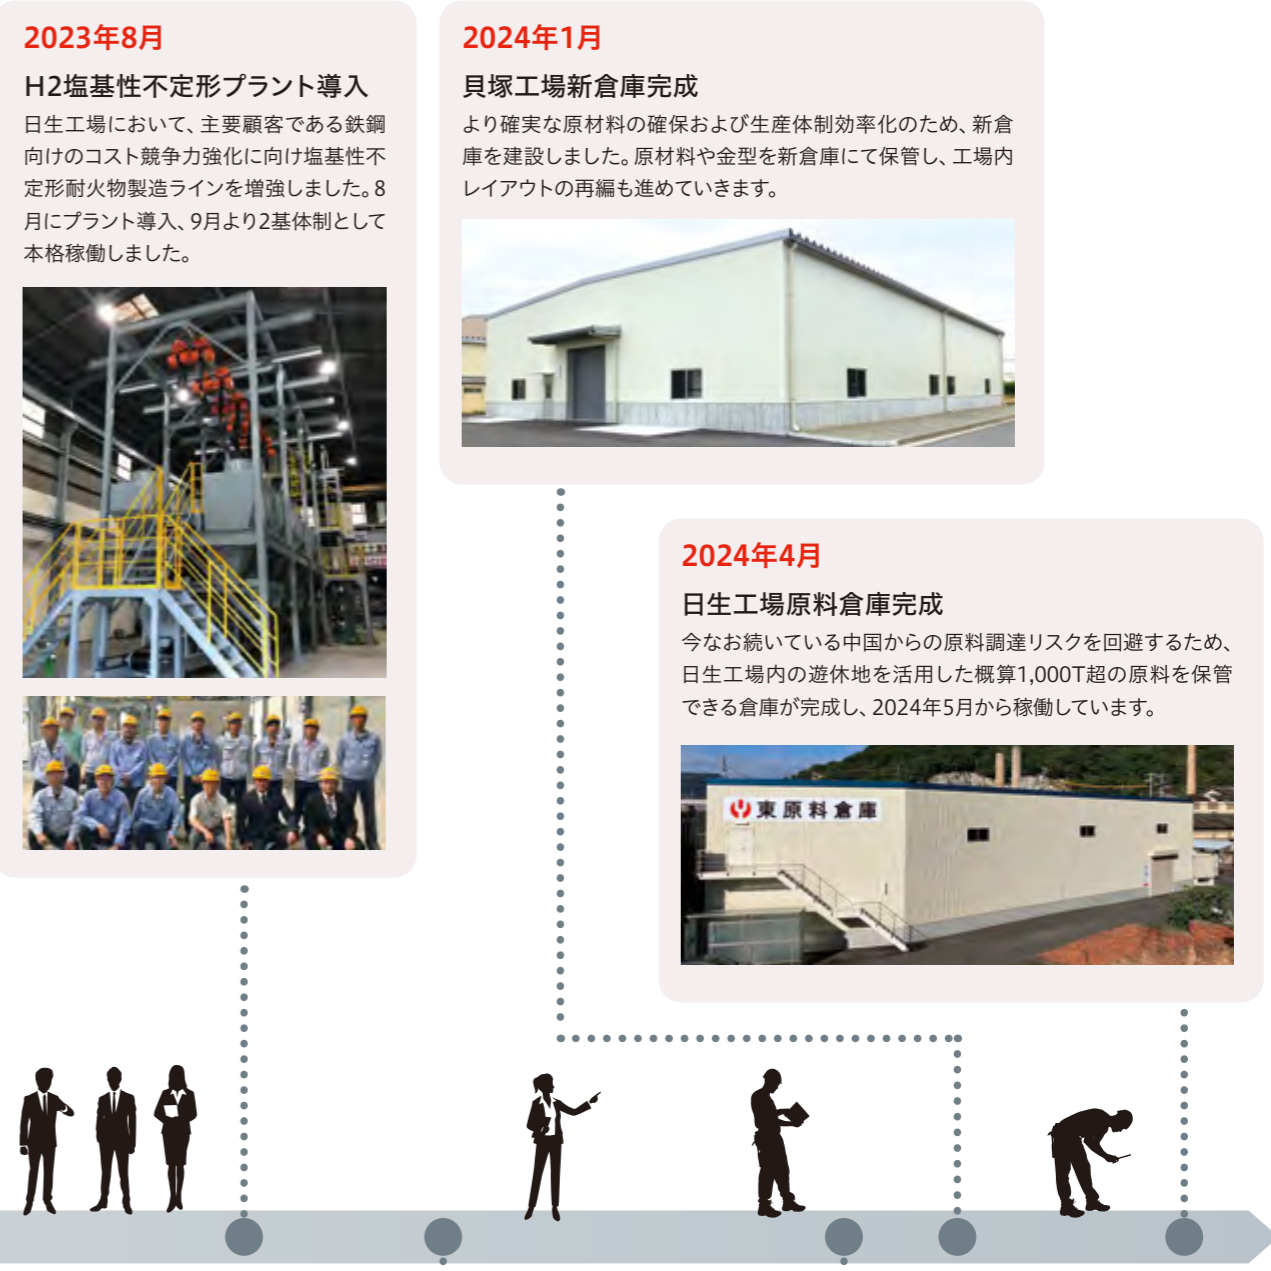 2023年8月
H2塩基性不定形プラント導入
日生工場において、主要顧客である鉄鋼
向けのコスト競争力強化に向け塩基性不
定形耐火物製造ラインを増強しました。8
月にプラント導入、9月より2基体制として
本格稼働しました。
2024年1月
貝塚工場新倉庫完成
より確実な原材料の確保および生産体制効率化のため、新倉
庫を建設しました。原材料や金型を新倉庫にて保管し、工場内
レイアウトの再編も進めていきます。
2024年4月
日生工場原料倉庫完成
今なお続いている中国からの原料調達リスクを回避するため、
日生工場内の遊休地を活用した概算1,000T超の原料を保管
できる倉庫が完成し、2024年5月から稼働しています。
東原料倉庫